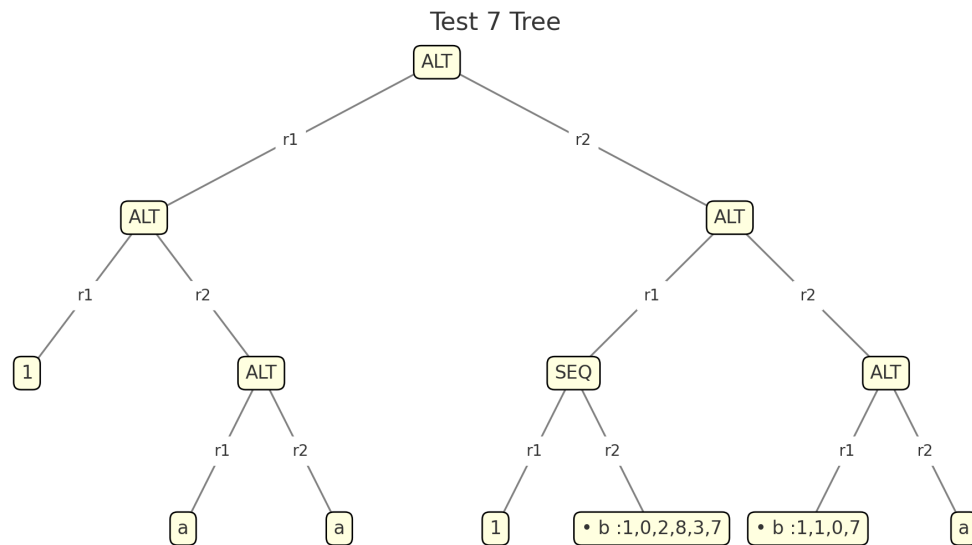 Test 7 Tree
ALT
r1 r2
ALT ALT
r1 r2 r1 r2
1 ALT SEQ ALT
r1 r2 r1 r2 r1 r2
a a 1 • b :1,0,2,8,3,7 • b :1,1,0,7 a